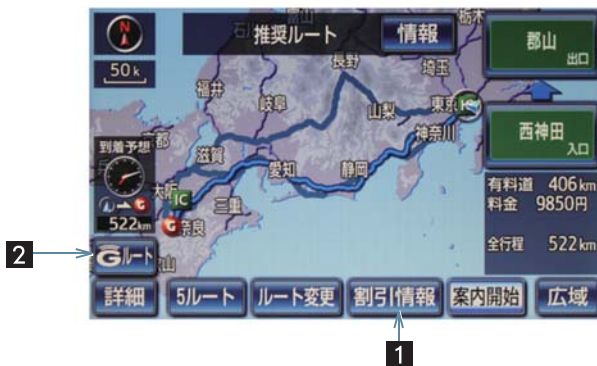 推奨ルート
情報
郡山
出口
西神田
入口
有料道 406km
料金 9850円
全行程 522km
50k
到着予想
522km
Gルート
詳細
5ルート
ルート変更
割引情報
案内開始
広域
栃木
長野
埼玉
福井
岐阜
山梨
東京
IC
神奈川
滋賀
愛知
静岡
大阪
IC
三重
G
奈良
1
2